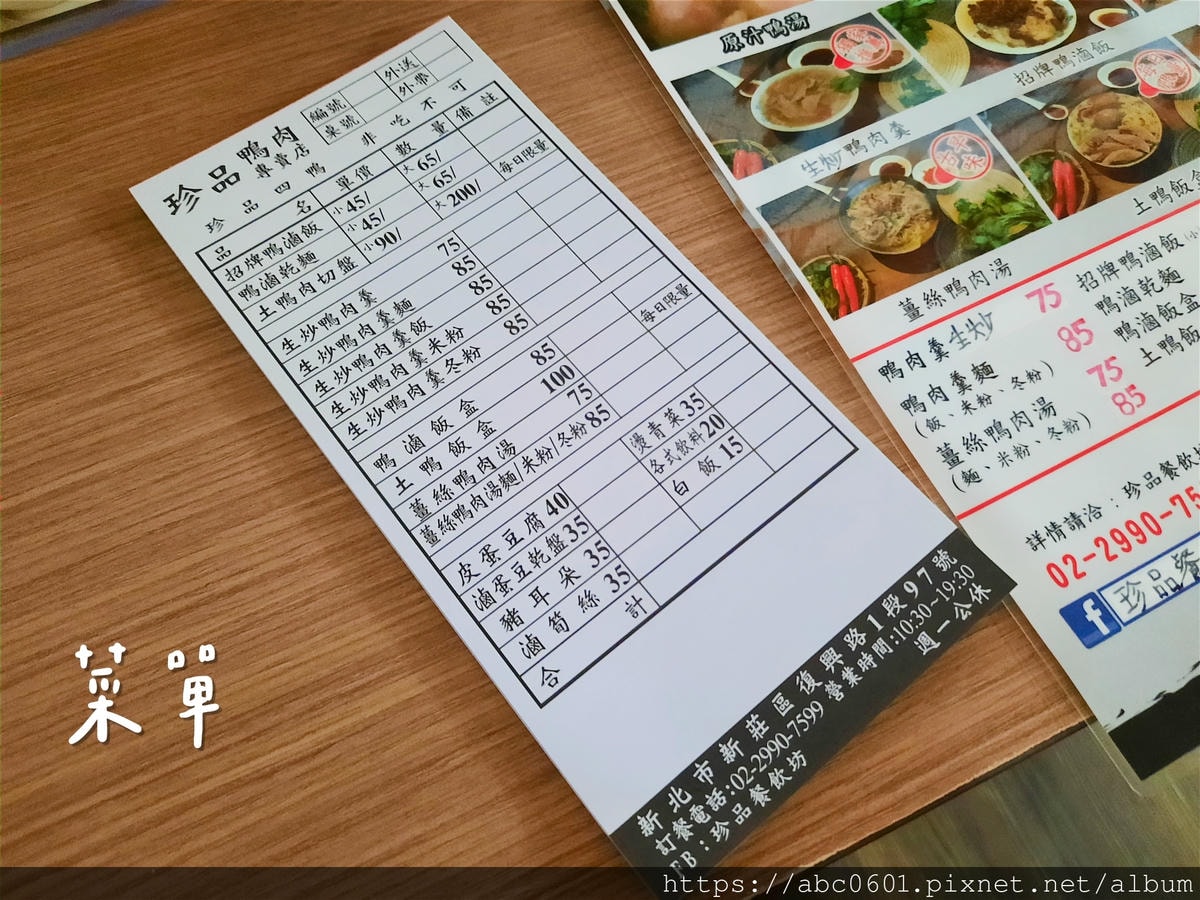 珍品鴨肉
專賣店
編號
桌號
外送
外帶
珍品四鴨 非吃不可
品名 單價 數量 備註
招牌鴨滷飯 小45/ 大65/
鴨滷乾麵 小45/ 大65/
土鴨肉切盤 小90/ 大200/ 每日限量
生炒鴨肉羹 75
生炒鴨肉羹麵 85
生炒鴨肉羹飯 85
生炒鴨肉羹米粉 85
生炒鴨肉羹冬粉 85
鴨滷飯盒 85
土鴨飯盒 100 每日限量
薑絲鴨肉湯 75
薑絲鴨肉湯麵/米粉/冬粉 85
皮蛋豆腐 40 燙青菜 35
滷蛋豆乾盤 35 各式飲料 20
豬耳朵 35 白飯 15
滷筍絲 35
合計
新北市新莊區復興路1段97號
訂餐電話:02-2990-7599 營業時間:10:30~19:30
FB:珍品餐飲坊 週一公休
原汁鴨湯
招牌鴨滷飯
生炒鴨肉羹
土鴨飯盒
古早味
薑絲鴨肉湯
鴨肉羹生炒 75
鴨肉羹麵 85
(飯、米粉、冬粉)
薑絲鴨肉湯 75
(麵、米粉、冬粉) 85
招牌鴨滷飯
鴨滷乾麵
鴨滷飯盒
土鴨飯
詳情請洽:珍品餐飲坊
02-2990-75
f 珍品餐
菜單
https://abc0601.pixnet.net/album